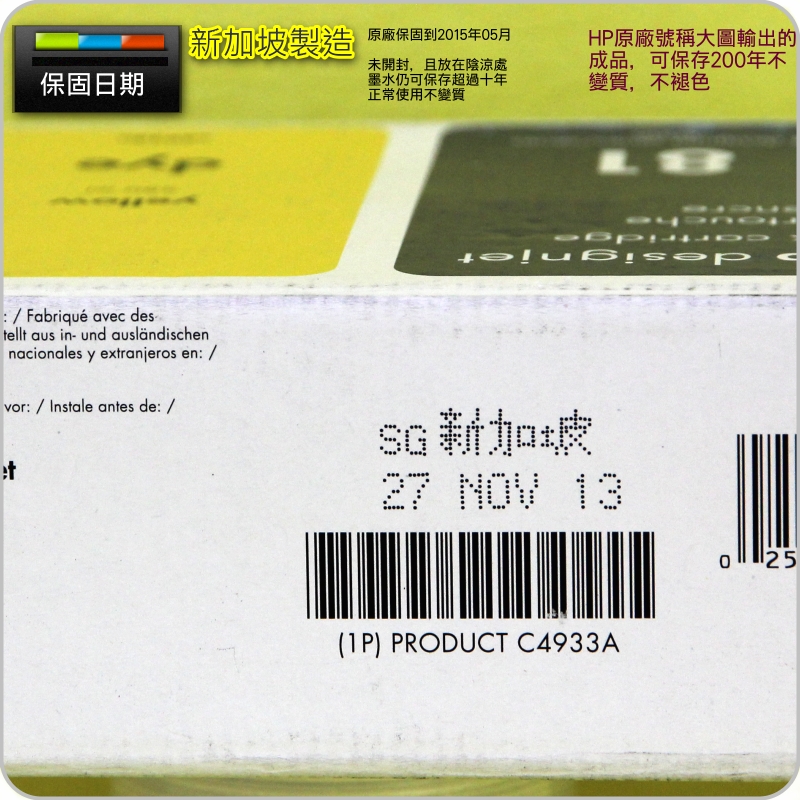 保固日期
新加坡製造
原廠保固到2015年05月
未開封，且放在陰涼處
墨水仍可保存超過十年
正常使用不變質
HP原廠號稱大圖輸出的
成品，可保存200年不
變質，不褪色
dye
yellow
81
cartridge
designjet
: / Fabriqué avec des
tellt aus in- und ausländischen
nacionales y extranjeros en: /
vor: / Instale antes de: /
et
SG 新加坡
27 NOV 13
(1P) PRODUCT C4933A
0 25